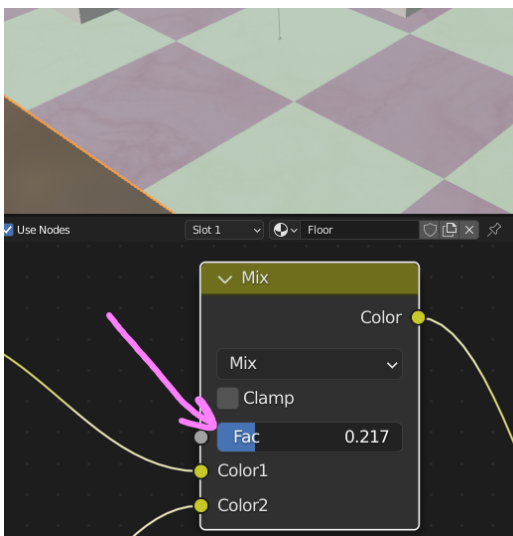 Use Nodes
Slot 1
Floor
Mix
Color
Mix
Clamp
Fac 0.217
Color1
Color2